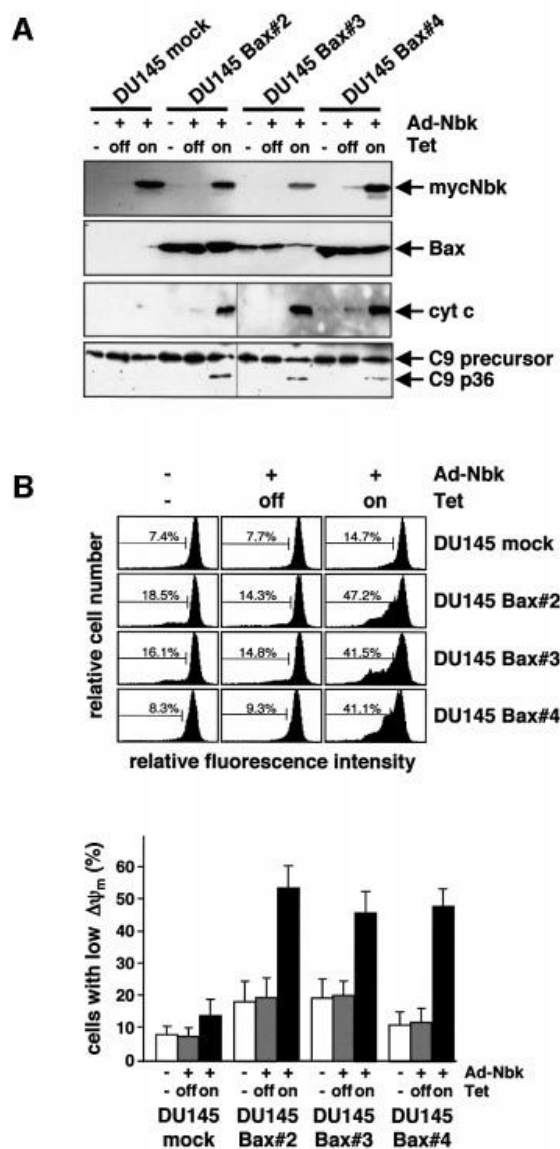 A
DU145 mock
DU145 Bax#2
DU145 Bax#3
DU145 Bax#4
- + + - + + - + + - + + Ad-Nbk
- off on - off on - off on - off on Tet
mycNbk
Bax
cyt c
C9 precursor
C9 p36
B
- + + Ad-Nbk
- off on Tet
7.4% 7.7% 14.7% DU145 mock
18.5% 14.3% 47.2% DU145 Bax#2
16.1% 14.8% 41.5% DU145 Bax#3
8.3% 9.3% 41.1% DU145 Bax#4
relative cell number
relative fluorescence intensity
cells with low Δψm (%)
60
50
40
30
20
10
0
- + + - + + - + + - + + Ad-Nbk
- off on - off on - off on - off on Tet
DU145 DU145 DU145 DU145
mock Bax#2 Bax#3 Bax#4